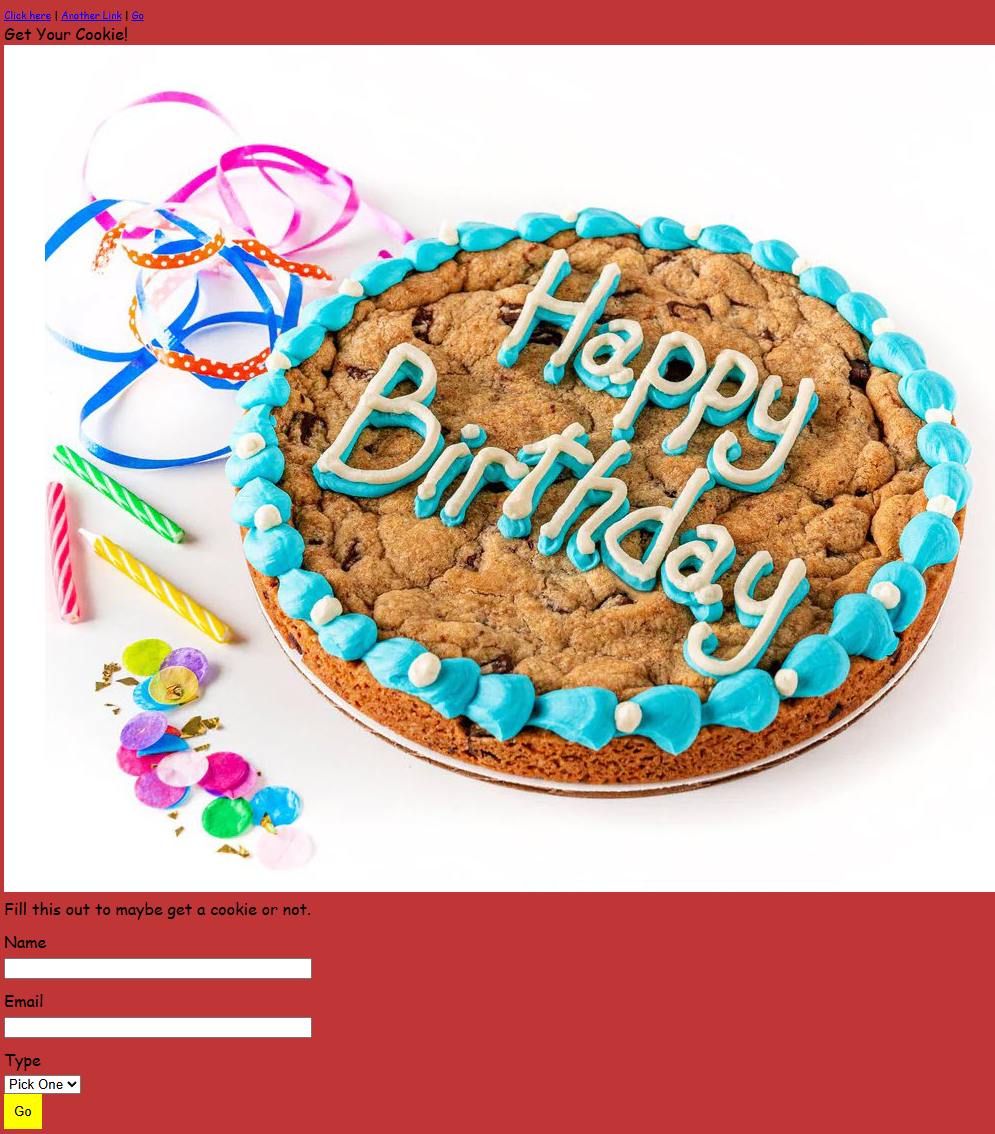 Click here | Another Link | Go
Get Your Cookie!
Happy
Birthday
Fill this out to maybe get a cookie or not.
Name
Email
Type
Pick One
Go